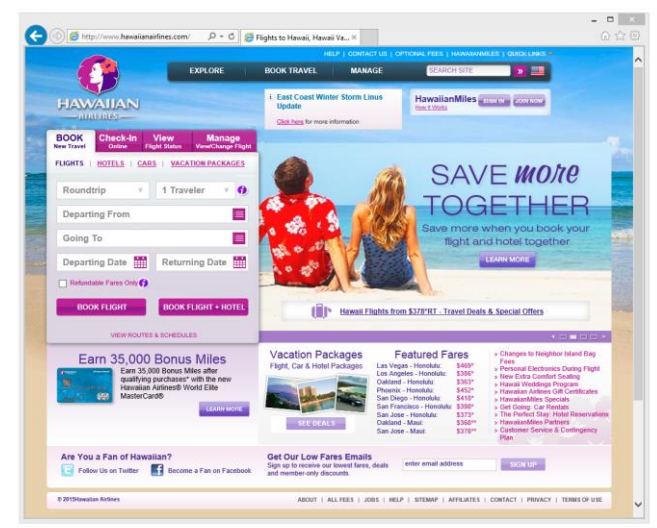 http://www.hawaiianairlines.com/
Flights to Hawaii, Hawaii Va...
HELP | CONTACT US | OPTIONAL FEES | HAWAIIANMILES | QUICK LINKS
EXPLORE BOOK TRAVEL MANAGE SEARCH SITE
HAWAIIAN
AIRLINES
East Coast Winter Storm Linus
Update
Click here for more information
HawaiianMiles SIGN IN JOIN NOW
How It Works
BOOK Check-In View Manage
New Travel Online Flight Status View/Change Flight
FLIGHTS | HOTELS | CARS | VACATION PACKAGES
Roundtrip 1 Traveler
Departing From
Going To
Departing Date Returning Date
Refundable Fares Only
BOOK FLIGHT BOOK FLIGHT + HOTEL
VIEW ROUTES & SCHEDULES
SAVE more
TOGETHER
Save more when you book your
flight and hotel together
LEARN MORE
Hawaii Flights from $378*RT - Travel Deals & Special Offers
Earn 35,000
Bonus Miles
Earn 35,000 Bonus Miles after
qualifying purchases* with the new
Hawaiian Airlines® World Elite
MasterCard®
LEARN MORE
Vacation Packages
Flight, Car & Hotel Packages
SEE DEALS
Featured Fares
Las Vegas - Honolulu: $469*
Los Angeles - Honolulu: $386*
Oakland - Honolulu: $363*
Phoenix - Honolulu: $452*
San Diego - Honolulu: $418*
San Francisco - Honolulu: $390*
San Jose - Honolulu: $373*
Oakland - Maui: $368**
San Jose - Maui: $378**
» Changes to Neighbor Island Bag
Fees
» Personal Electronics During Flight
» New Extra Comfort Seating
» Hawaii Weddings Program
» Hawaiian Airlines Gift Certificates
» HawaiianMiles Specials
» Get Going: Car Rentals
» The Perfect Stay: Hotel Reservations
» HawaiianMiles Partners
» Customer Service & Contingency
Plan
Are You a Fan of Hawaiian?
Follow Us on Twitter Become a Fan on Facebook
Get Our Low Fares Emails
Sign up to receive our lowest fares, deals
and member-only discounts.
enter email address SIGN UP
© 2015Hawaiian Airlines
ABOUT | ALL FEES | JOBS | HELP | SITEMAP | AFFILIATES | CONTACT | PRIVACY | TERMS OF USE